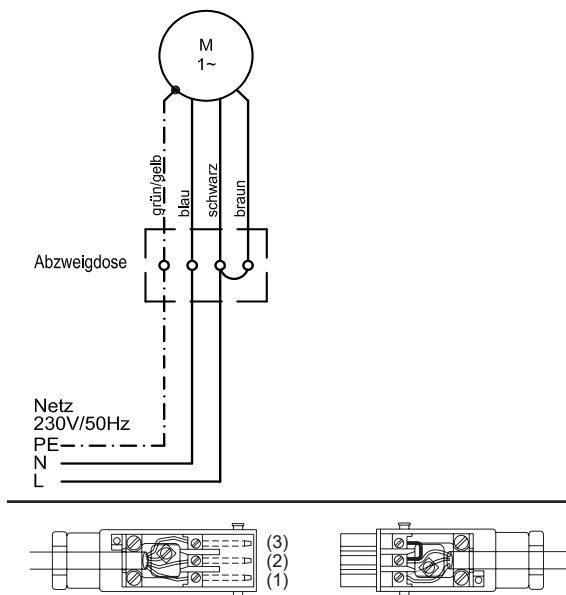 M
1~
grün/gelb
blau
schwarz
braun
Abzweigdose
Netz
230V/50Hz
PE
N
L
(3)
(2)
(1)